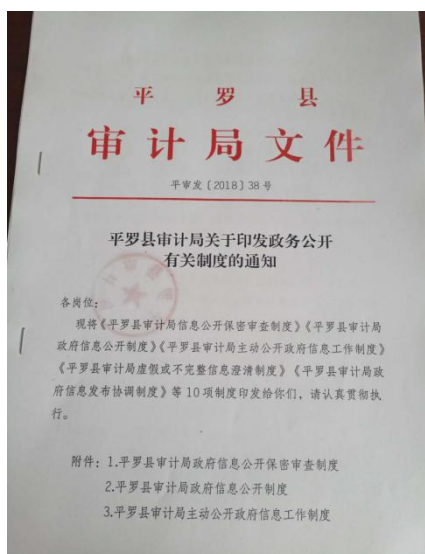 平罗县
审计局文件
平审发〔2018〕38号
平罗县审计局关于印发政务公开
有关制度的通知
各岗位：
现将《平罗县审计局信息公开保密审查制度》《平罗县审计局
政府信息公开制度》《平罗县审计局主动公开政府信息工作制度》
《平罗县审计局虚假或不完整信息澄清制度》《平罗县审计局政
府信息发布协调制度》等10项制度印发给你们，请认真贯彻执
行。
附件：1.平罗县审计局政府信息公开保密审查制度
2.平罗县审计局政府信息公开制度
3.平罗县审计局主动公开政府信息工作制度